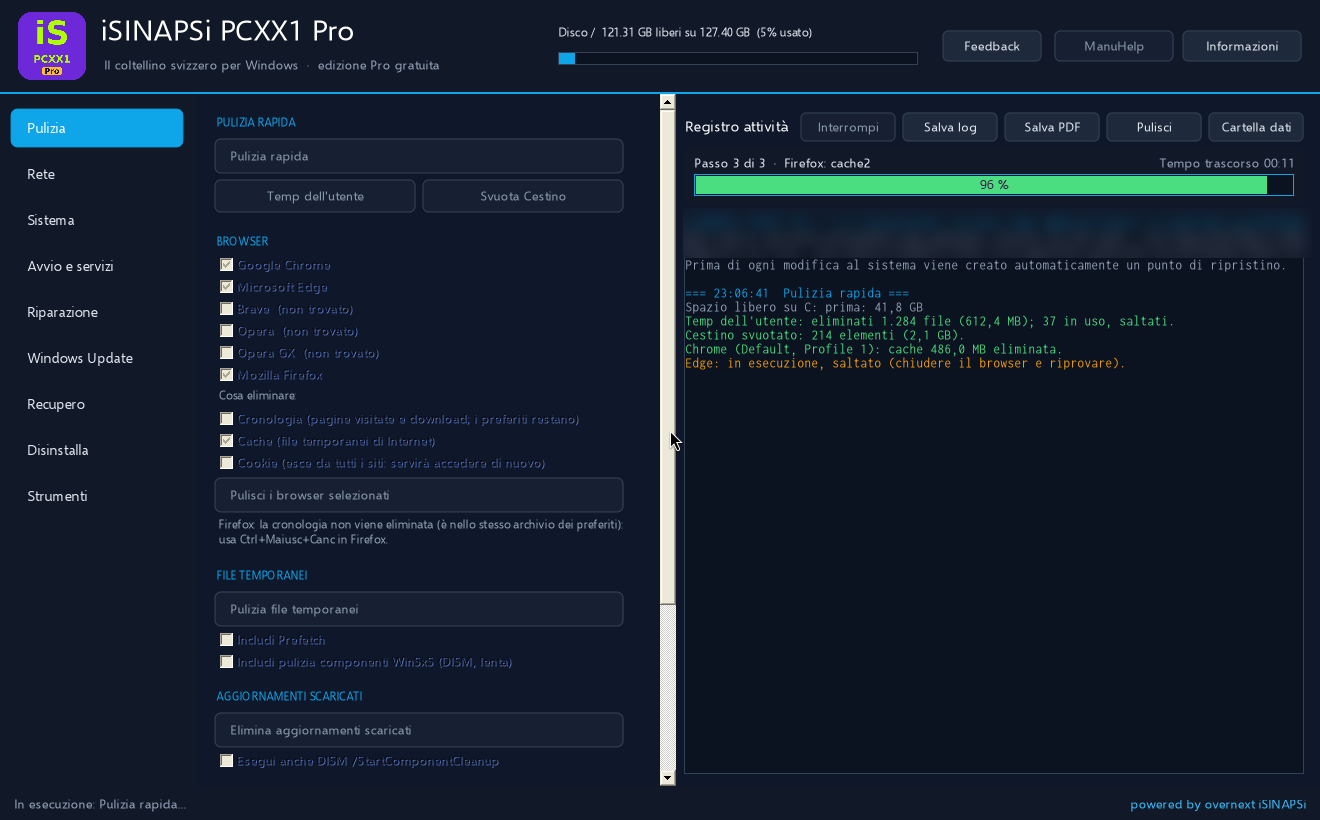 iS
PCXX1
Pro
iSINAPSi PCXX1 Pro
Il coltellino svizzero per Windows · edizione Pro gratuita
Disco / 121.31 GB liberi su 127.40 GB (5% usato)
Feedback
ManuHelp
Informazioni
Pulizia
Rete
Sistema
Avvio e servizi
Riparazione
Windows Update
Recupero
Disinstalla
Strumenti
PULIZIA RAPIDA
Pulizia rapida
Temp dell'utente
Svuota Cestino
BROWSER
Google Chrome
Microsoft Edge
Brave (non trovato)
Opera (non trovato)
Opera GX (non trovato)
Mozilla Firefox
Cosa eliminare:
Cronologia (pagine visitate e download; i preferiti restano)
Cache (file temporanei di Internet)
Cookie (esce da tutti i siti: servirà accedere di nuovo)
Pulisci i browser selezionati
Firefox: la cronologia non viene eliminata (è nello stesso archivio dei preferiti):
usa Ctrl+Maiusc+Canc in Firefox.
FILE TEMPORANEI
Pulizia file temporanei
Includi Prefetch
Includi pulizia componenti WinSxS (DISM, lenta)
AGGIORNAMENTI SCARICATI
Elimina aggiornamenti scaricati
Esegui anche DISM /StartComponentCleanup
Registro attività
Interrompi
Salva log
Salva PDF
Pulisci
Cartella dati
Passo 3 di 3 · Firefox: cache2
Tempo trascorso 00:11
96 %
Prima di ogni modifica al sistema viene creato automaticamente un punto di ripristino.
=== 23:06:41 Pulizia rapida ===
Spazio libero su C: prima: 41,8 GB
Temp dell'utente: eliminati 1.284 file (612,4 MB); 37 in uso, saltati.
Cestino svuotato: 214 elementi (2,1 GB).
Chrome (Default, Profile 1): cache 486,0 MB eliminata.
Edge: in esecuzione, saltato (chiudere il browser e riprovare).
In esecuzione: Pulizia rapida...
powered by overnext iSINAPSi